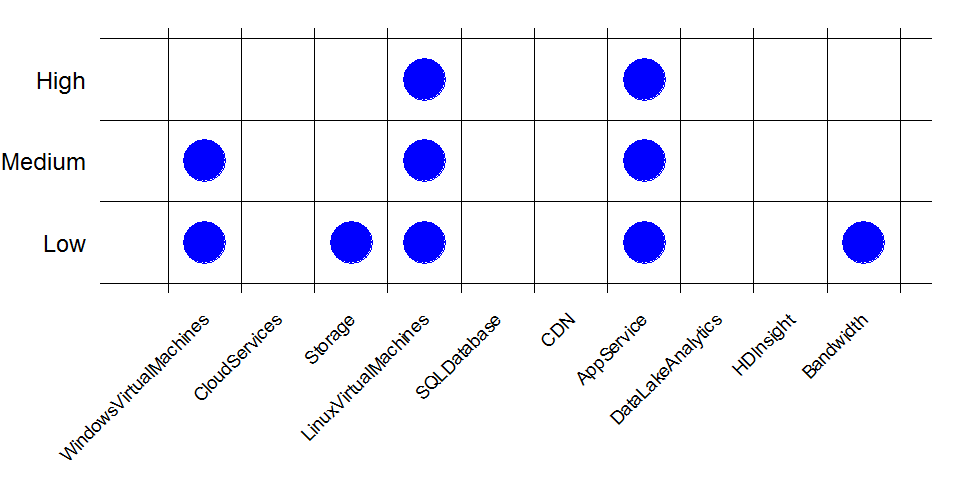 High
Medium
Low
WindowsVirtualMachines
CloudServices
Storage
LinuxVirtualMachines
SQLDatabase
CDN
AppService
DataLakeAnalytics
HDInsight
Bandwidth